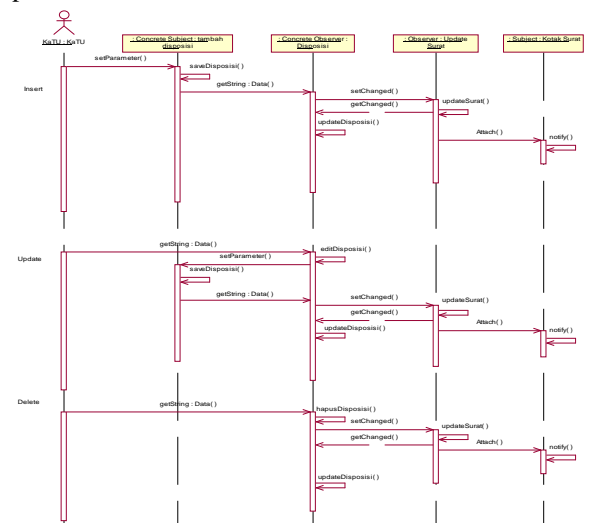 KaTU : KaTU
: Concrete Subject : tambah
disposisi
: Concrete Observer :
Disposisi
: Observer : Update
Surat
: Subject : Kotak Surat
Insert
setParameter( )
saveDisposisi( )
getString : Data( )
setChanged( )
getChanged( )
updateSurat( )
updateDisposisi( )
Attach( )
notify( )
Update
getString : Data( )
editDisposisi( )
setParameter( )
saveDisposisi( )
getString : Data( )
setChanged( )
updateSurat( )
getChanged( )
Attach( )
updateDisposisi( )
notify( )
Delete
getString : Data( )
hapusDisposisi( )
setChanged( )
updateSurat( )
getChanged( )
Attach( )
notify( )
updateDisposisi( )